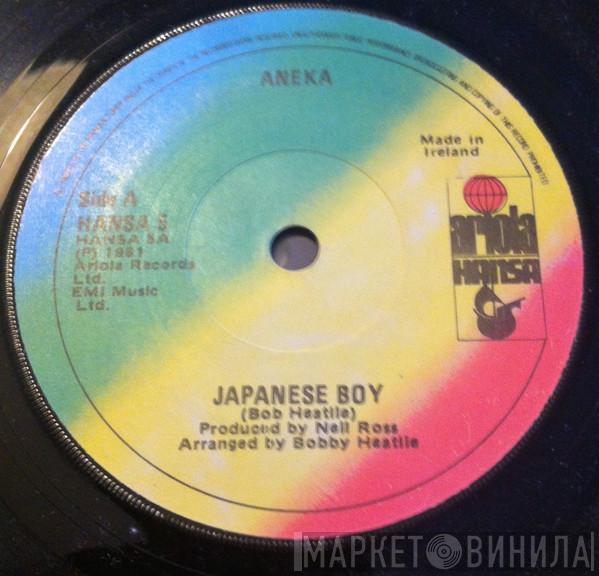 ANEKA
Made in
Ireland
Side A
HANSA 5
HANSA 5A
(P) 1981
Ariola Records
Ltd.
EMI Music
Ltd.
ariola
HANSA
JAPANESE BOY
(Bob Heatlie)
Produced by Neil Ross
Arranged by Bobby Heatlie
МАРКЕТ ВИНИЛА